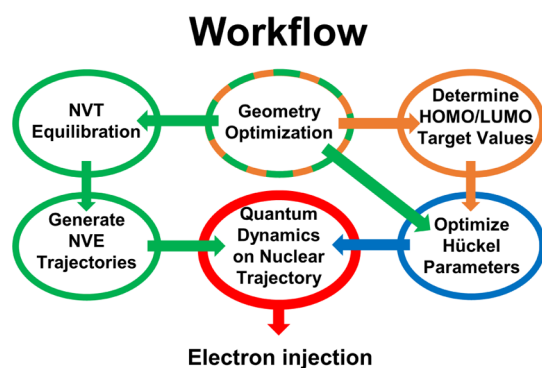 Workflow
NVT
Equilibration
Geometry
Optimization
Determine
HOMO/LUMO
Target Values
Generate
NVE
Trajectories
Quantum
Dynamics
on Nuclear
Trajectory
Optimize
Hückel
Parameters
Electron injection